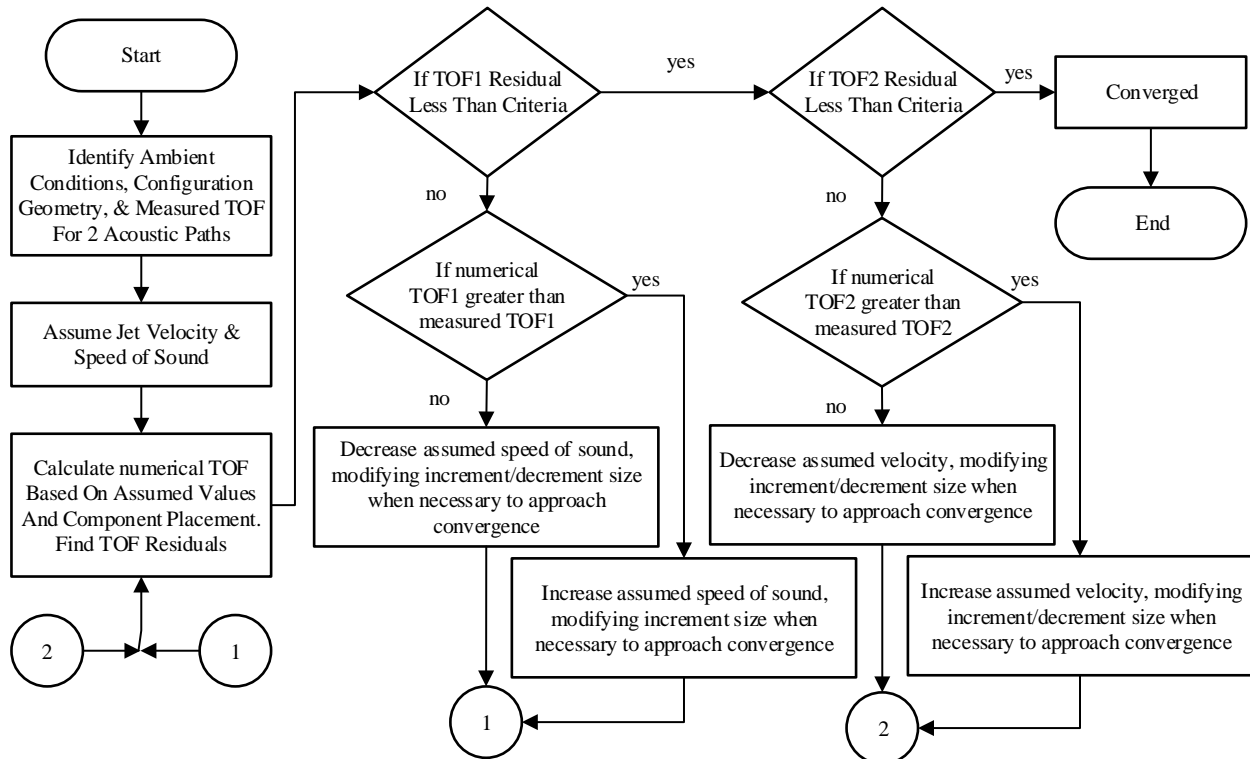 Start
Identify Ambient
Conditions, Configuration
Geometry, & Measured TOF
For 2 Acoustic Paths
Assume Jet Velocity &
Speed of Sound
Calculate numerical TOF
Based On Assumed Values
And Component Placement.
Find TOF Residuals
2
1
If TOF1 Residual
Less Than Criteria
yes
no
If numerical
TOF1 greater than
measured TOF1
yes
no
Decrease assumed speed of sound,
modifying increment/decrement size
when necessary to approach
convergence
Increase assumed speed of sound,
modifying increment size when
necessary to approach convergence
1
If TOF2 Residual
Less Than Criteria
yes
no
If numerical
TOF2 greater than
measured TOF2
yes
no
Decrease assumed velocity, modifying
increment/decrement size when
necessary to approach convergence
Increase assumed velocity, modifying
increment/decrement size when
necessary to approach convergence
2
Converged
End